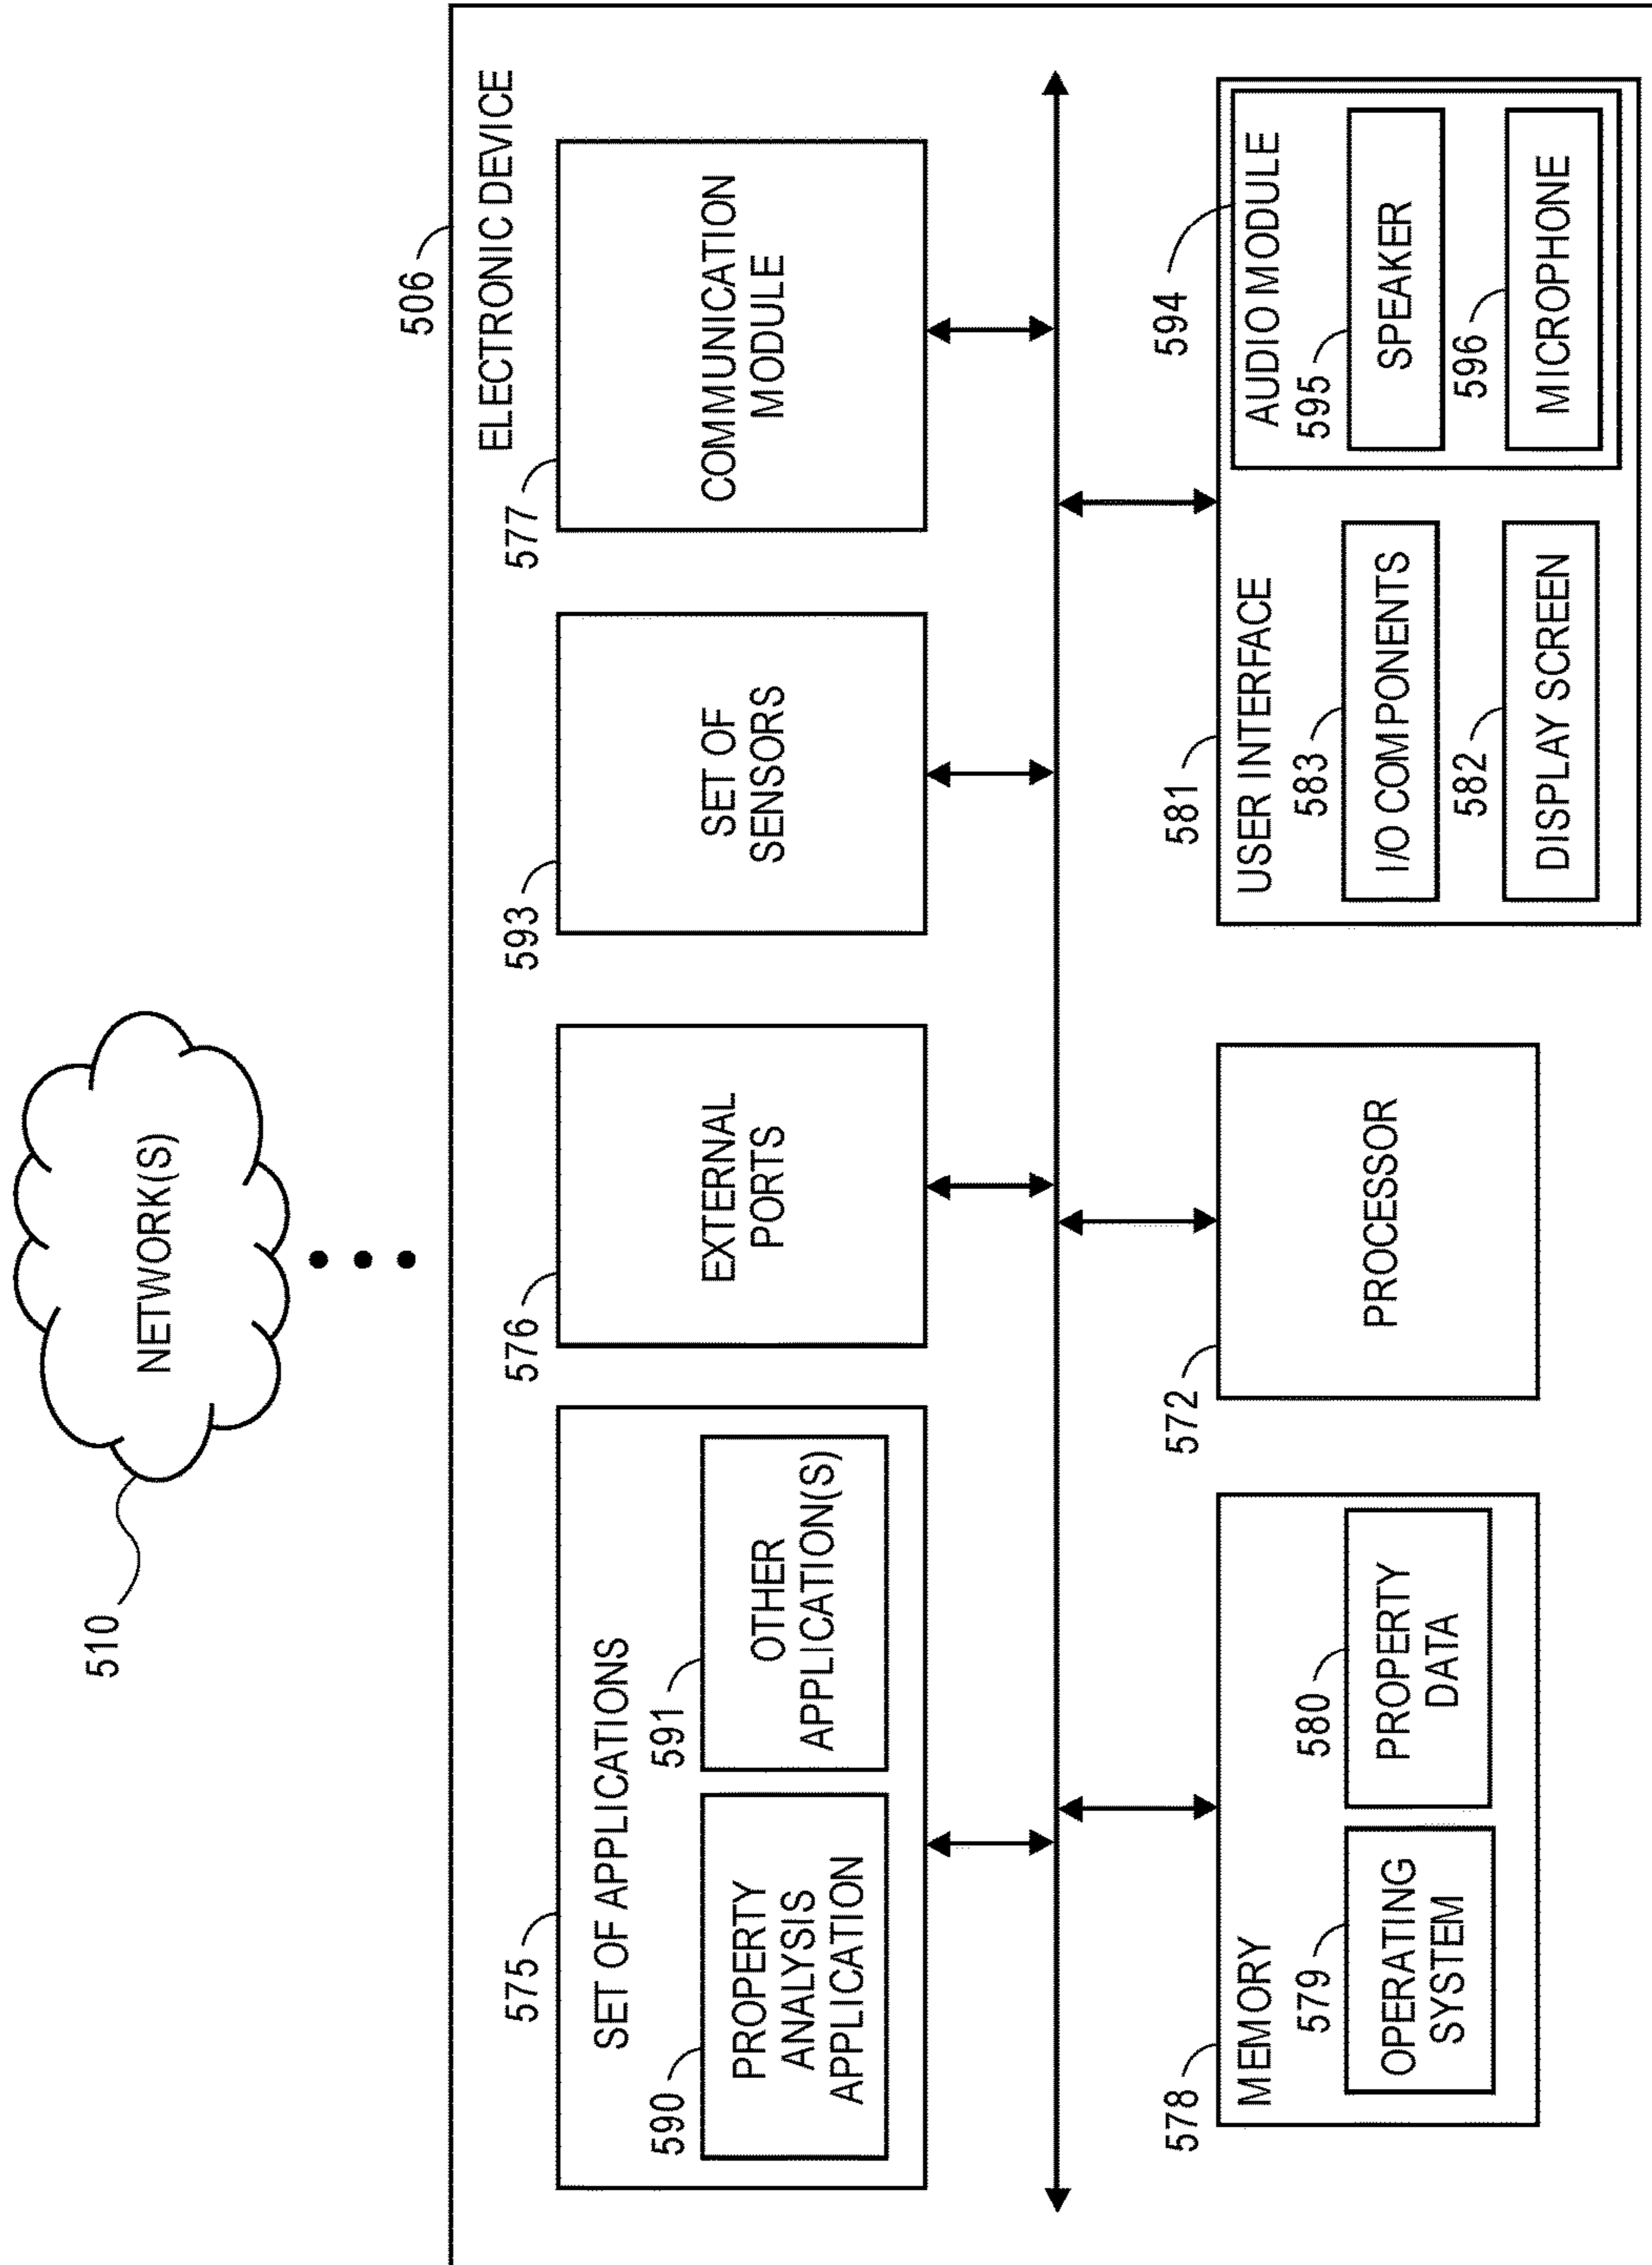 NETWORK(S)
510
506
ELECTRONIC DEVICE
575
SET OF APPLICATIONS
590
PROPERTY
ANALYSIS
APPLICATION
591
OTHER
APPLICATION(S)
576
EXTERNAL
PORTS
593
SET OF
SENSORS
577
COMMUNICATION
MODULE
578
MEMORY
579
OPERATING
SYSTEM
580
PROPERTY
DATA
572
PROCESSOR
581
USER INTERFACE
583
I/O COMPONENTS
582
DISPLAY SCREEN
594
AUDIO MODULE
595
SPEAKER
596
MICROPHONE